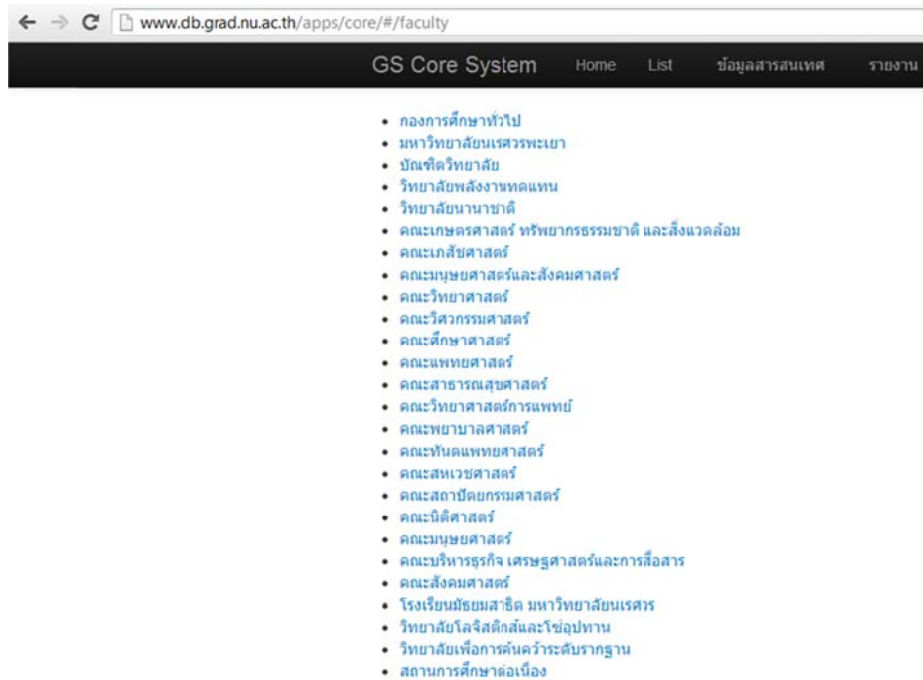 www.db.grad.nu.ac.th/apps/core/#/faculty
GS Core System Home List ข้อมูลสารสนเทศ รายงาน
กองการศึกษาทั่วไป
มหาวิทยาลัยนเรศวรพะเยา
บัณฑิตวิทยาลัย
วิทยาลัยพลังงานทดแทน
วิทยาลัยนานาชาติ
คณะเกษตรศาสตร์ ทรัพยากรธรรมชาติ และสิ่งแวดล้อม
คณะเภสัชศาสตร์
คณะมนุษยศาสตร์และสังคมศาสตร์
คณะวิทยาศาสตร์
คณะวิศวกรรมศาสตร์
คณะศึกษาศาสตร์
คณะแพทยศาสตร์
คณะสาธารณสุขศาสตร์
คณะวิทยาศาสตร์การแพทย์
คณะพยาบาลศาสตร์
คณะทันตแพทยศาสตร์
คณะสหเวชศาสตร์
คณะสถาปัตยกรรมศาสตร์
คณะนิติศาสตร์
คณะมนุษยศาสตร์
คณะบริหารธุรกิจ เศรษฐศาสตร์และการสื่อสาร
คณะสังคมศาสตร์
โรงเรียนมัธยมสาธิต มหาวิทยาลัยนเรศวร
วิทยาลัยโลจิสติกส์และโซ่อุปทาน
วิทยาลัยเพื่อการค้นคว้าระดับรากฐาน
สถานการศึกษาต่อเนื่อง